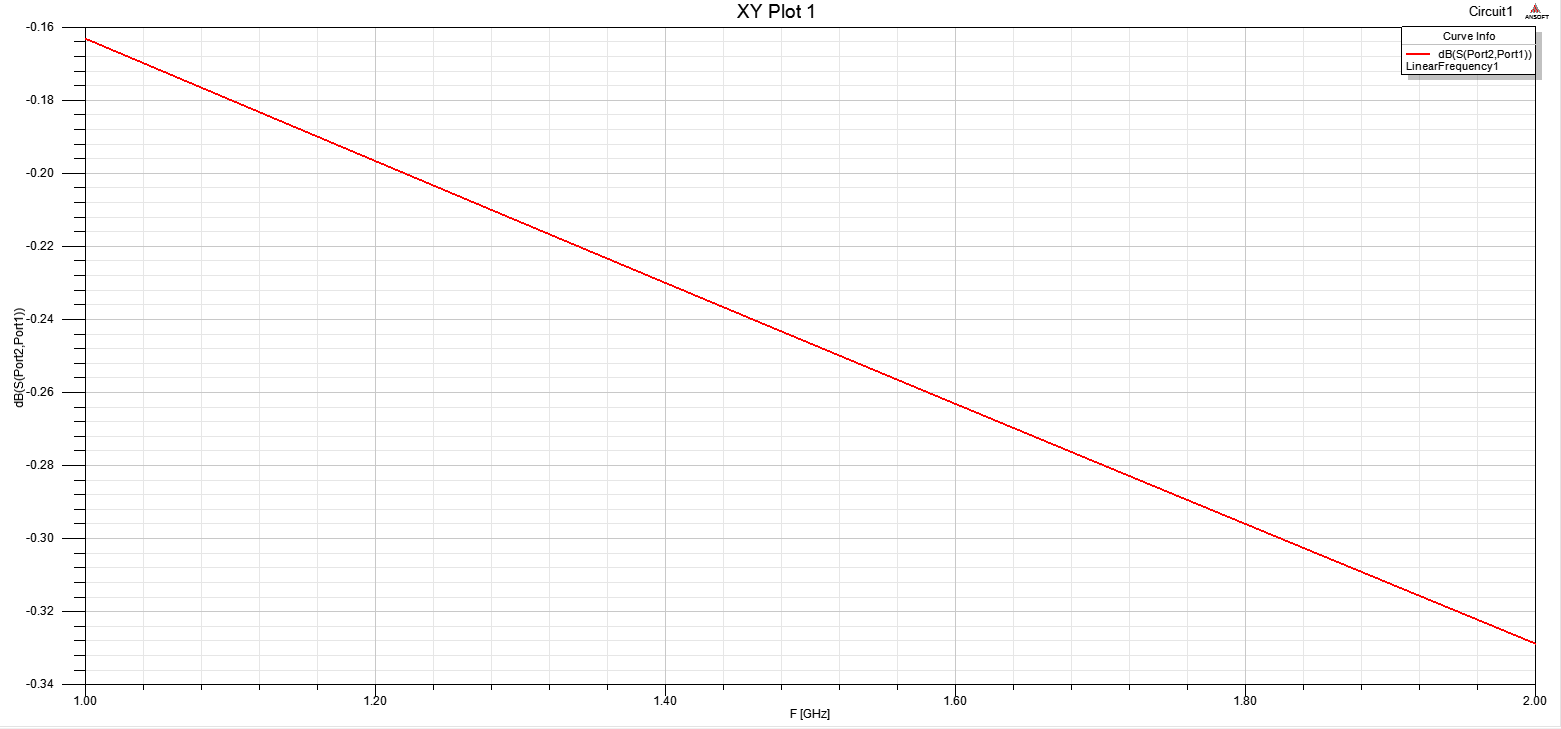 XY Plot 1
Circuit1
ANSOFT
Curve Info
dB(S(Port2,Port1))
LinearFrequency1
-0.16
-0.18
-0.20
-0.22
-0.24
-0.26
-0.28
-0.30
-0.32
-0.34
dB(S(Port2,Port1))
1.00
1.20
1.40
1.60
1.80
2.00
F [GHz]